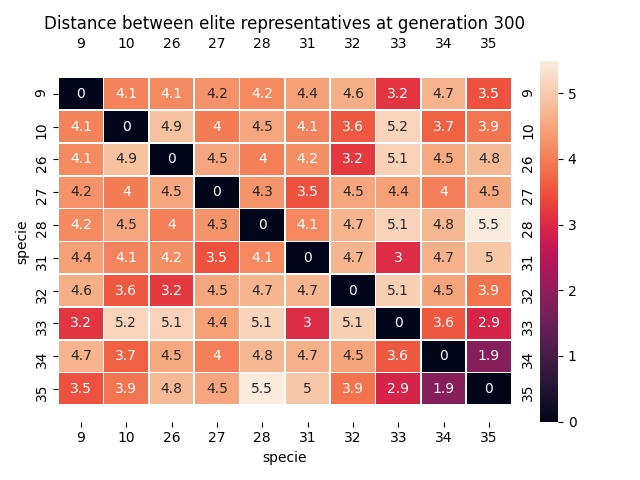 Distance between elite representatives at generation 300
9 10 26 27 28 31 32 33 34 35
9 0 4.1 4.1 4.2 4.2 4.4 4.6 3.2 4.7 3.5 9
10 4.1 0 4.9 4 4.5 4.1 3.6 5.2 3.7 3.9 10
26 4.1 4.9 0 4.5 4 4.2 3.2 5.1 4.5 4.8 26
27 4.2 4 4.5 0 4.3 3.5 4.5 4.4 4 4.5 27
28 4.2 4.5 4 4.3 0 4.1 4.7 5.1 4.8 5.5 28
31 4.4 4.1 4.2 3.5 4.1 0 4.7 3 4.7 5 31
32 4.6 3.6 3.2 4.5 4.7 4.7 0 5.1 4.5 3.9 32
33 3.2 5.2 5.1 4.4 5.1 3 5.1 0 3.6 2.9 33
34 4.7 3.7 4.5 4 4.8 4.7 4.5 3.6 0 1.9 34
35 3.5 3.9 4.8 4.5 5.5 5 3.9 2.9 1.9 0 35
9 10 26 27 28 31 32 33 34 35
specie
specie
5
4
3
2
1
0